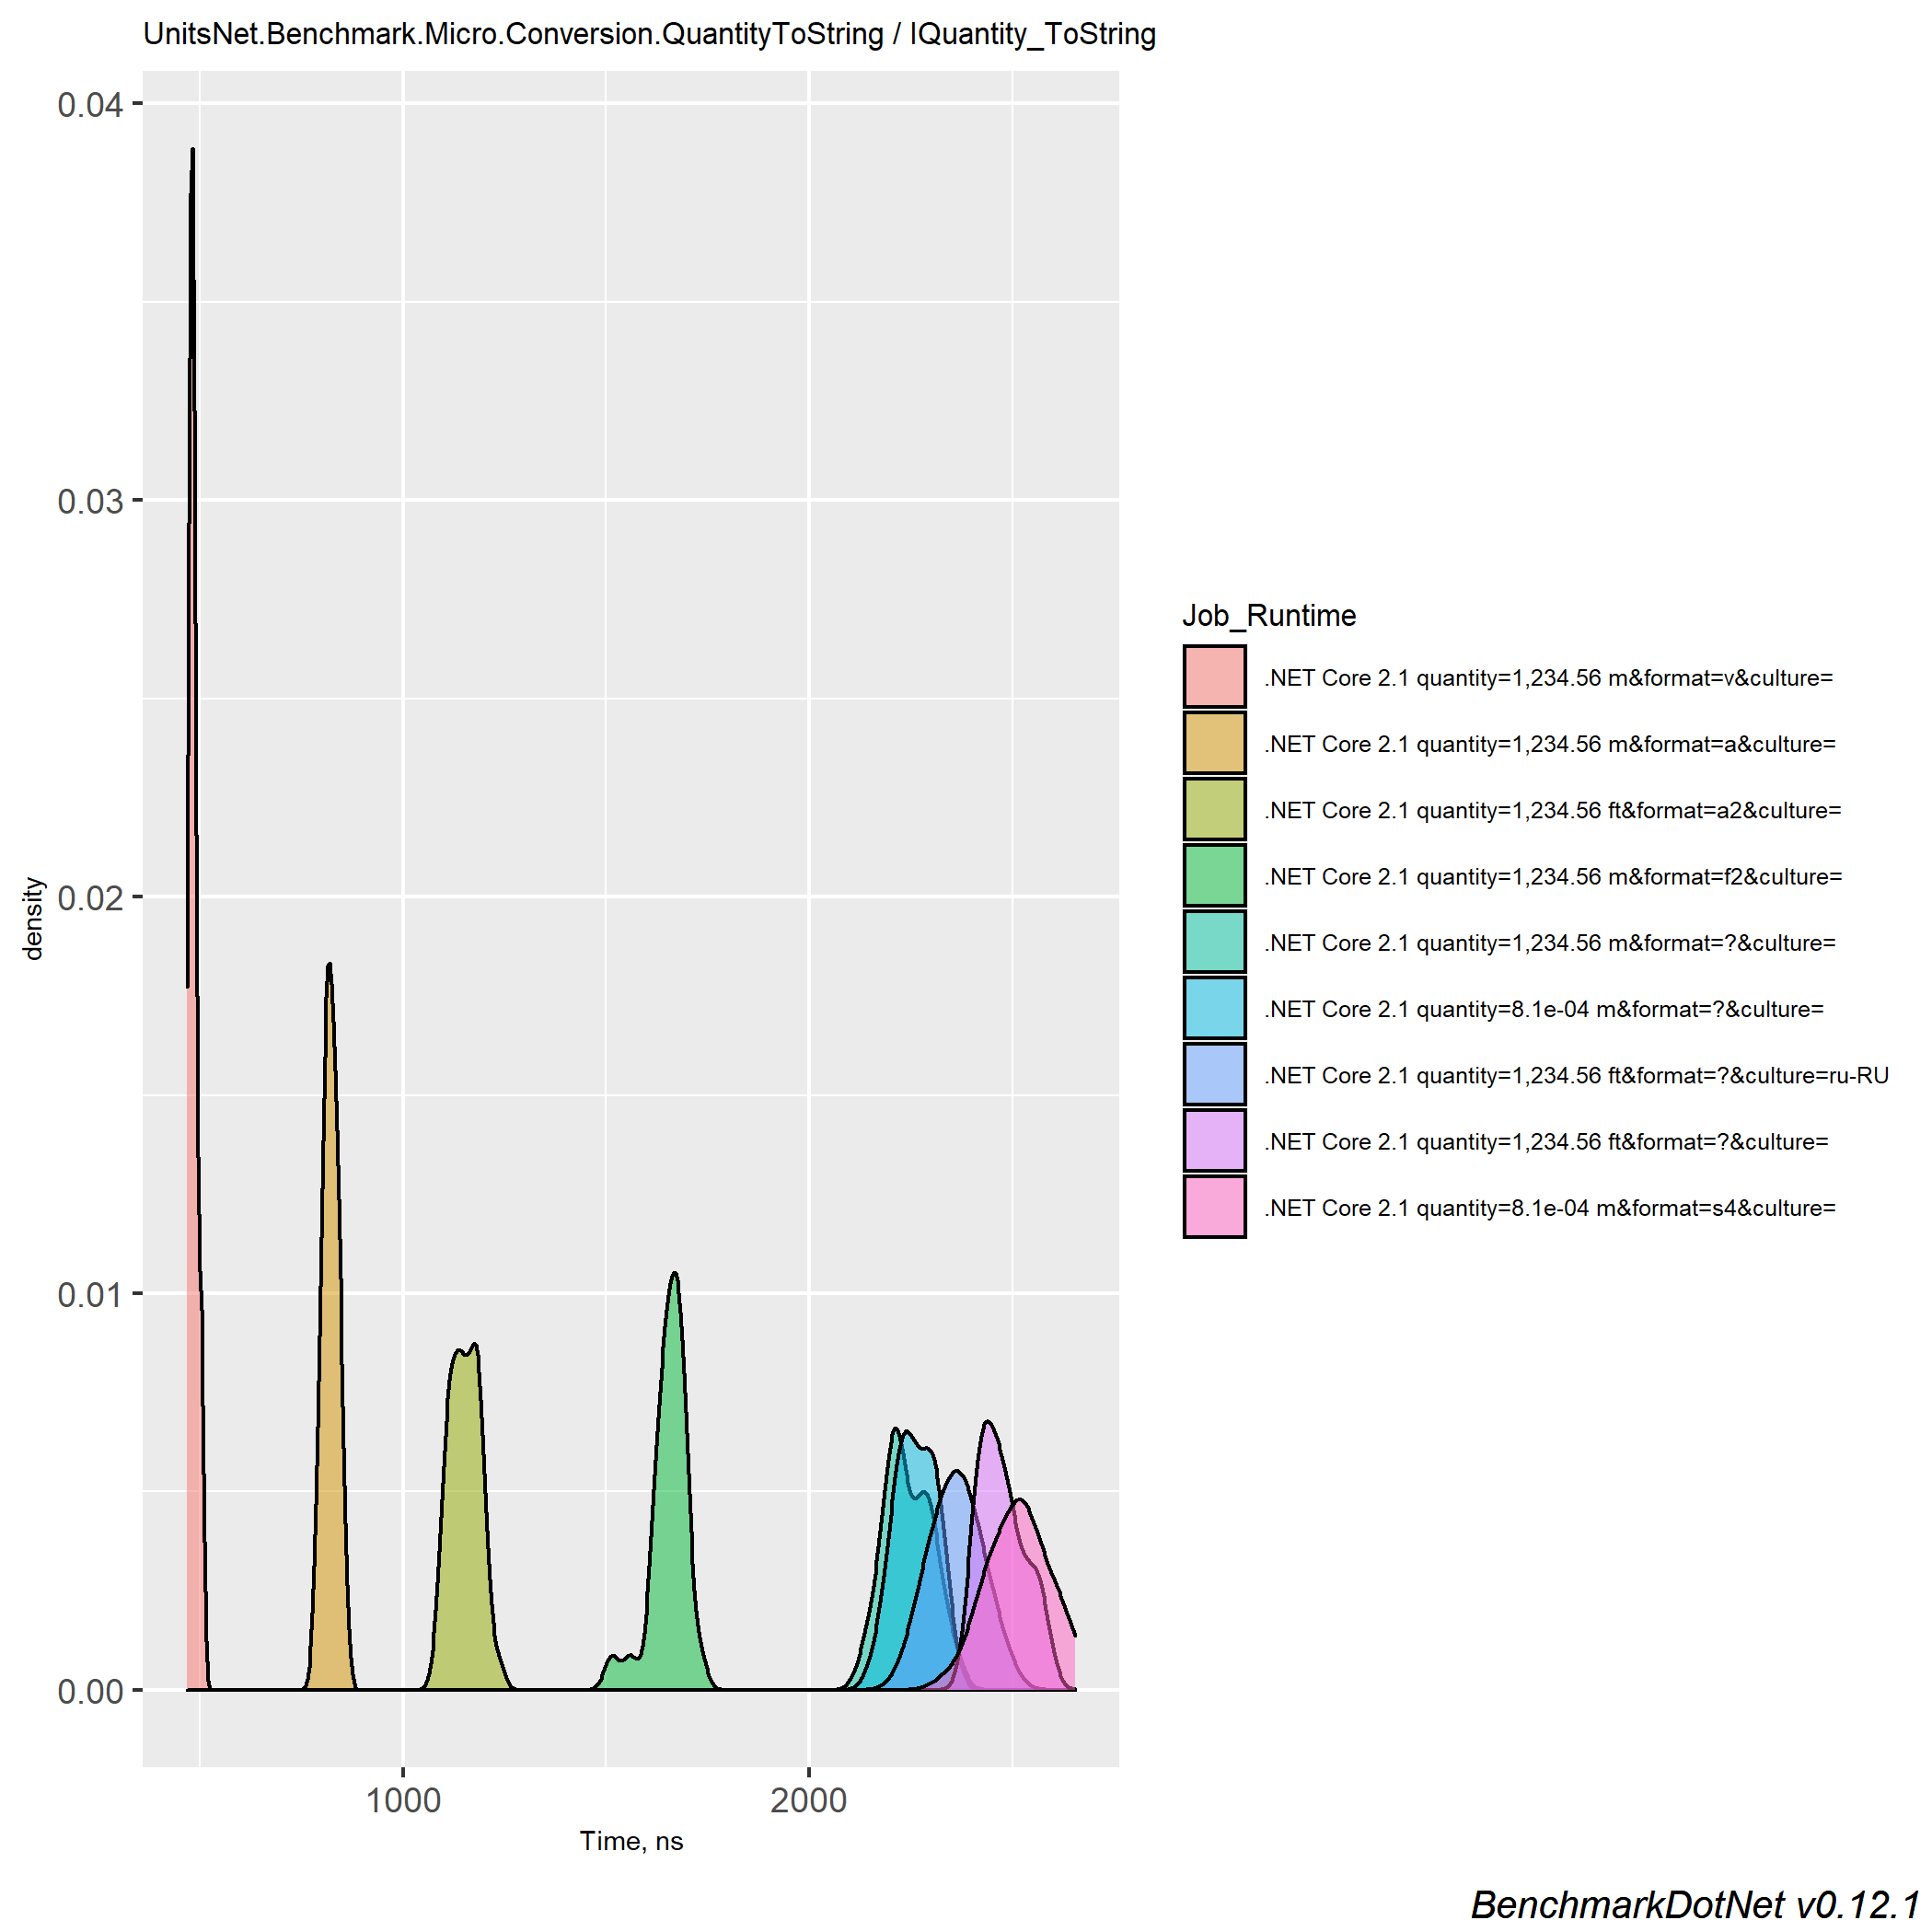 UnitsNet.Benchmark.Micro.Conversion.QuantityToString / IQuantity_ToString
0.04
0.03
0.02
0.01
0.00
density
1000
2000
Time, ns
Job_Runtime
.NET Core 2.1 quantity=1,234.56 m&format=v&culture=
.NET Core 2.1 quantity=1,234.56 m&format=a&culture=
.NET Core 2.1 quantity=1,234.56 ft&format=a2&culture=
.NET Core 2.1 quantity=1,234.56 m&format=f2&culture=
.NET Core 2.1 quantity=1,234.56 m&format=?&culture=
.NET Core 2.1 quantity=8.1e-04 m&format=?&culture=
.NET Core 2.1 quantity=1,234.56 ft&format=?&culture=ru-RU
.NET Core 2.1 quantity=1,234.56 ft&format=?&culture=
.NET Core 2.1 quantity=8.1e-04 m&format=s4&culture=
BenchmarkDotNet v0.12.1